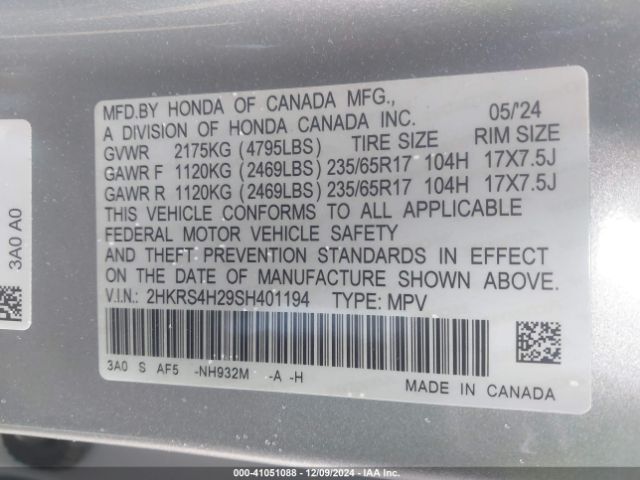 MFD.BY HONDA OF CANADA MFG., 05/'24
A DIVISION OF HONDA CANADA INC.
GVWR 2175KG (4795LBS) TIRE SIZE RIM SIZE
GAWR F 1120KG (2469LBS) 235/65R17 104H 17X7.5J
GAWR R 1120KG (2469LBS) 235/65R17 104H 17X7.5J
THIS VEHICLE CONFORMS TO ALL APPLICABLE
FEDERAL MOTOR VEHICLE SAFETY
AND THEFT PREVENTION STANDARDS IN EFFECT
ON THE DATE OF MANUFACTURE SHOWN ABOVE.
V.I.N.: 2HKRS4H29SH401194 TYPE: MPV
3A0 S AF5 -NH932M -A -H
MADE IN CANADA
3A0 A0
000-41051088 - 12/09/2024 - IAA Inc.